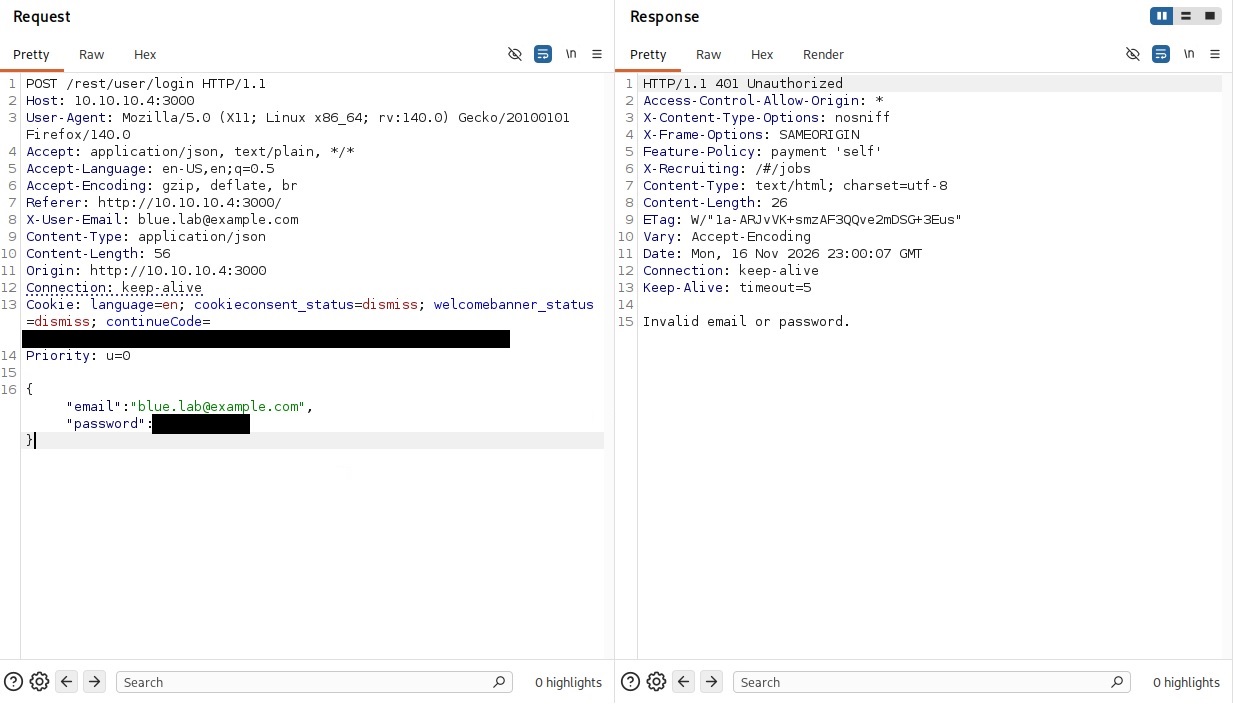 Request
Pretty Raw Hex
\n
1 POST /rest/user/login HTTP/1.1
2 Host: 10.10.10.4:3000
3 User-Agent: Mozilla/5.0 (X11; Linux x86_64; rv:140.0) Gecko/20100101
Firefox/140.0
4 Accept: application/json, text/plain, */*
5 Accept-Language: en-US,en;q=0.5
6 Accept-Encoding: gzip, deflate, br
7 Referer: http://10.10.10.4:3000/
8 X-User-Email: blue.lab@example.com
9 Content-Type: application/json
10 Content-Length: 56
11 Origin: http://10.10.10.4:3000
12 Connection: keep-alive
13 Cookie: language=en; cookieconsent_status=dismiss; welcomebanner_status
=dismiss; continueCode=
14 Priority: u=0
15
16 {
"email":"blue.lab@example.com",
"password":
}
Search
0 highlights
Response
Pretty Raw Hex Render
\n
1 HTTP/1.1 401 Unauthorized
2 Access-Control-Allow-Origin: *
3 X-Content-Type-Options: nosniff
4 X-Frame-Options: SAMEORIGIN
5 Feature-Policy: payment 'self'
6 X-Recruiting: /#/jobs
7 Content-Type: text/html; charset=utf-8
8 Content-Length: 26
9 ETag: W/"1a-ARJvVK+smzAF3QQve2mDSG+3Eus"
10 Vary: Accept-Encoding
11 Date: Mon, 16 Nov 2026 23:00:07 GMT
12 Connection: keep-alive
13 Keep-Alive: timeout=5
14
15 Invalid email or password.
Search
0 highlights